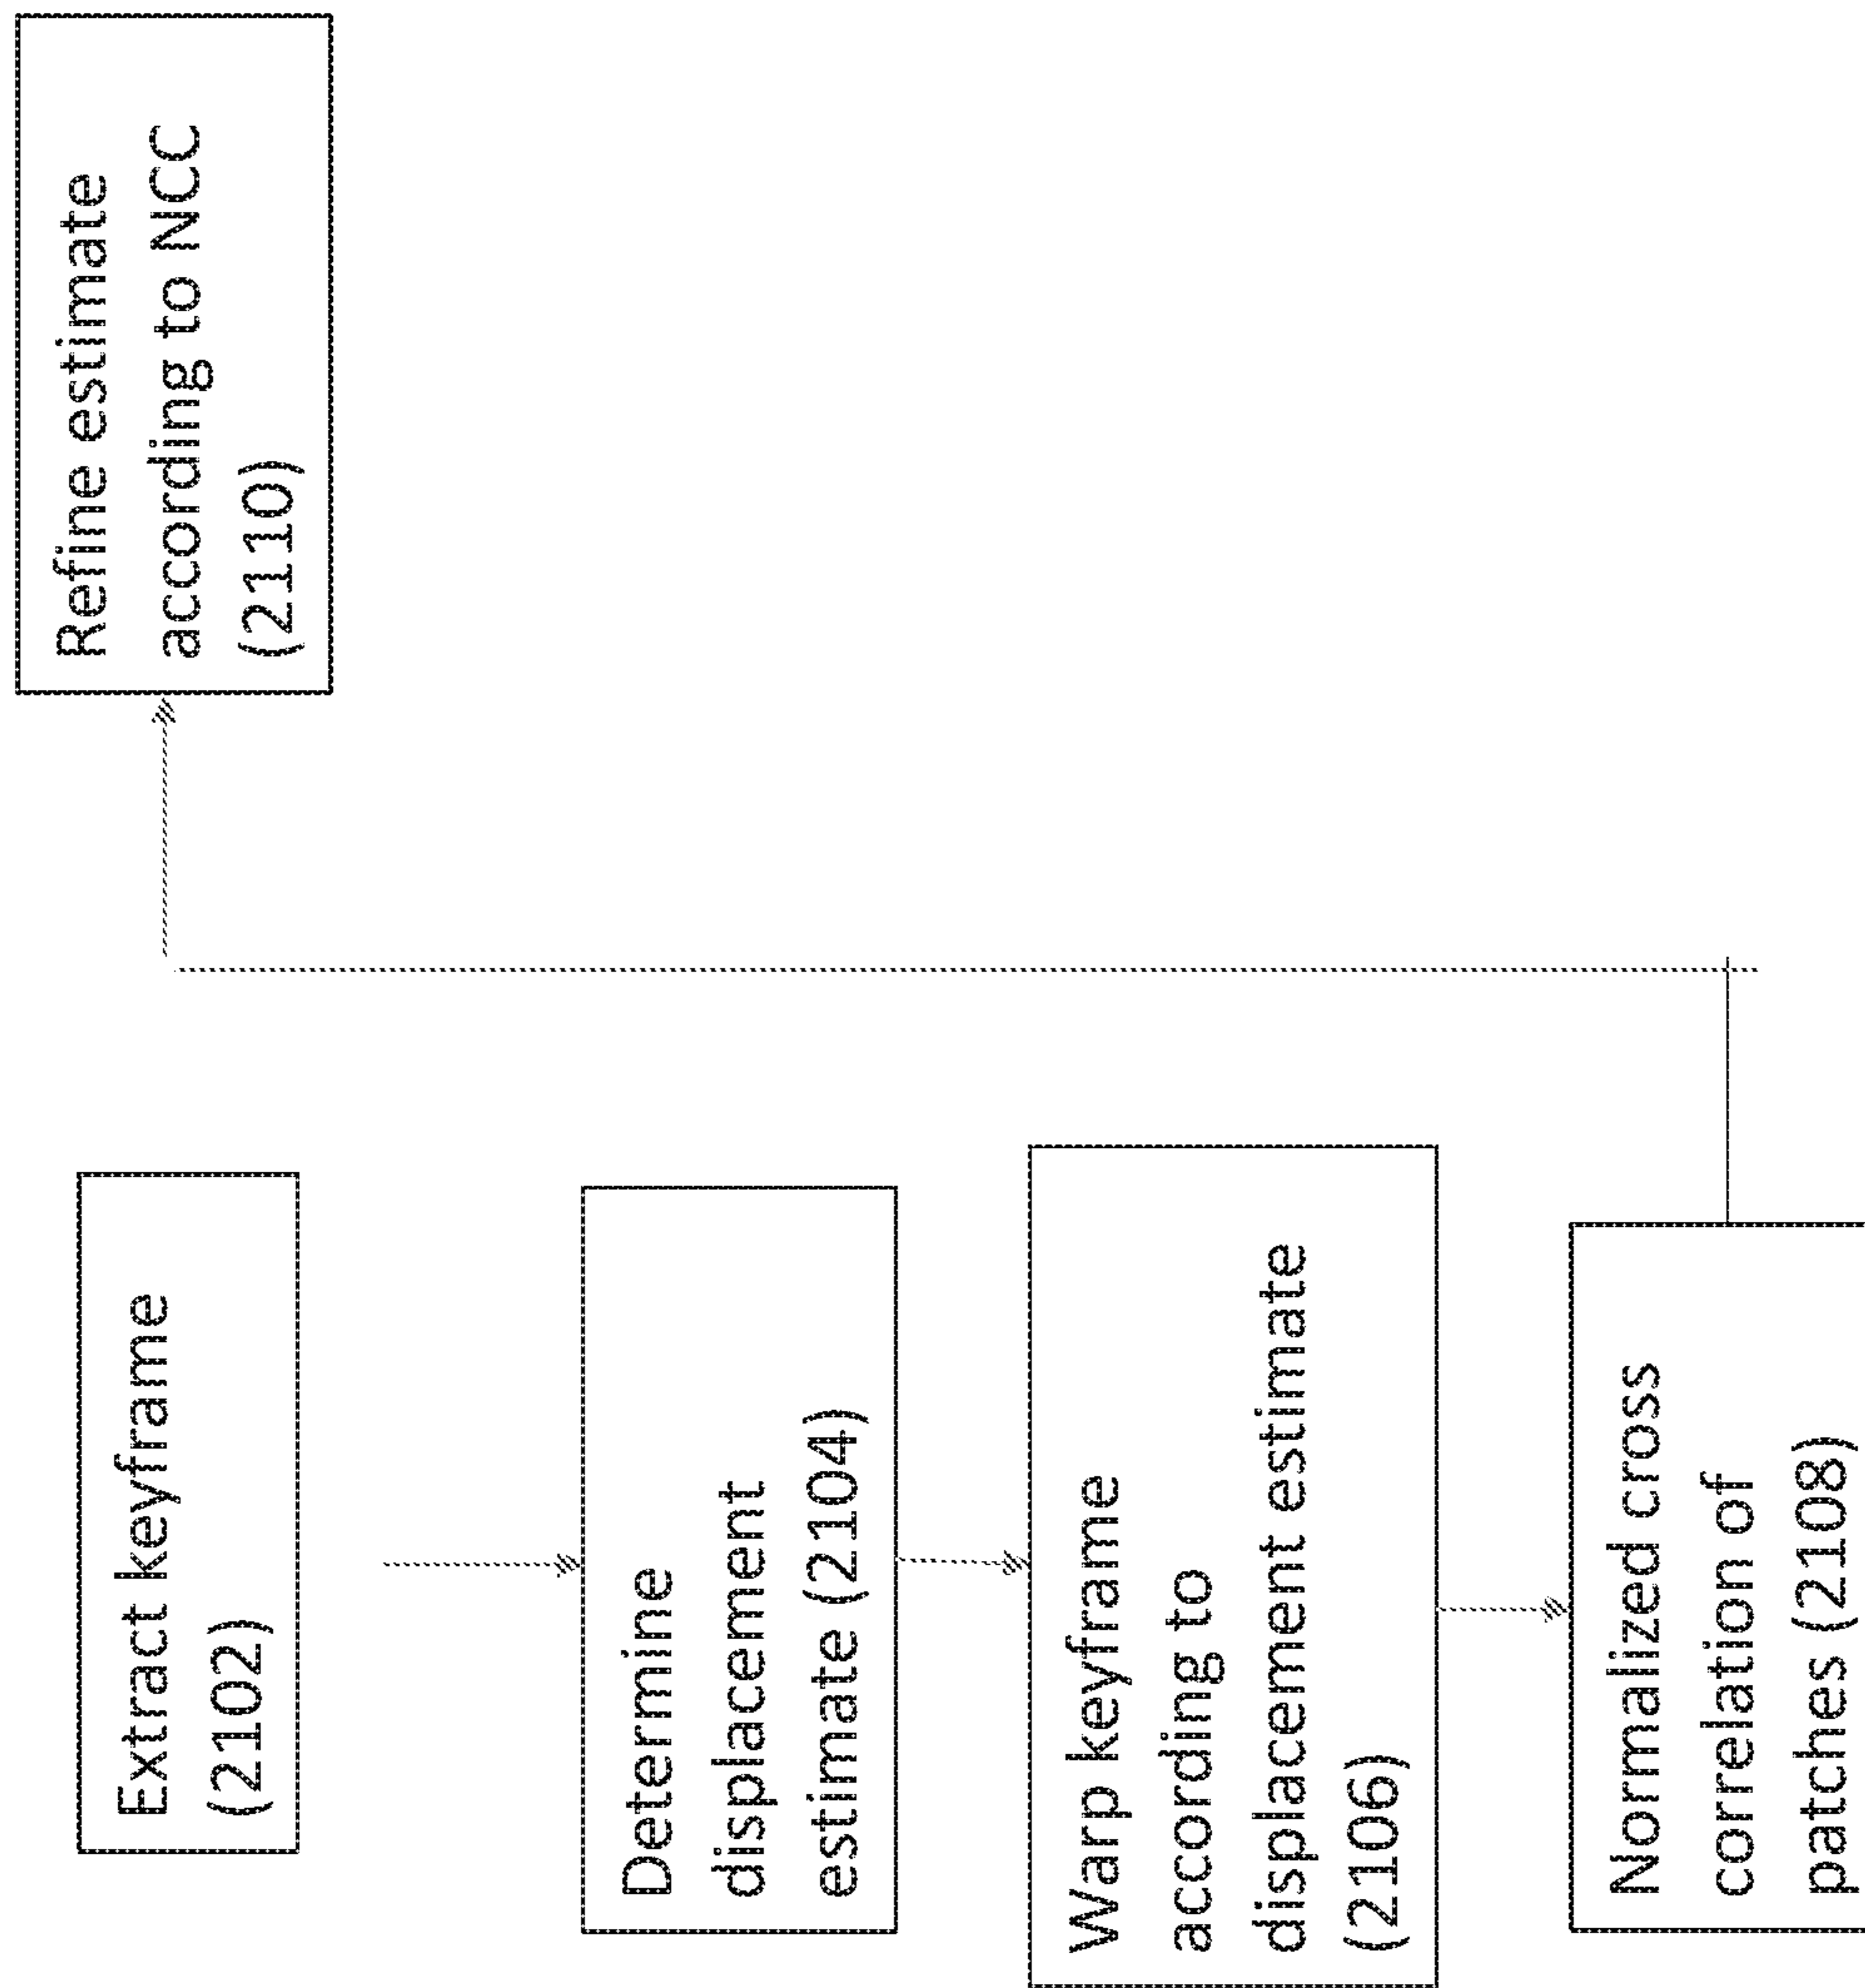 Extract keyframe
(2102)
Determine
displacement
estimate (2104)
Warp keyframe
according to
displacement estimate
(2106)
Normalized cross
correlation of
patches (2108)
Refine estimate
according to NCC
(2110)